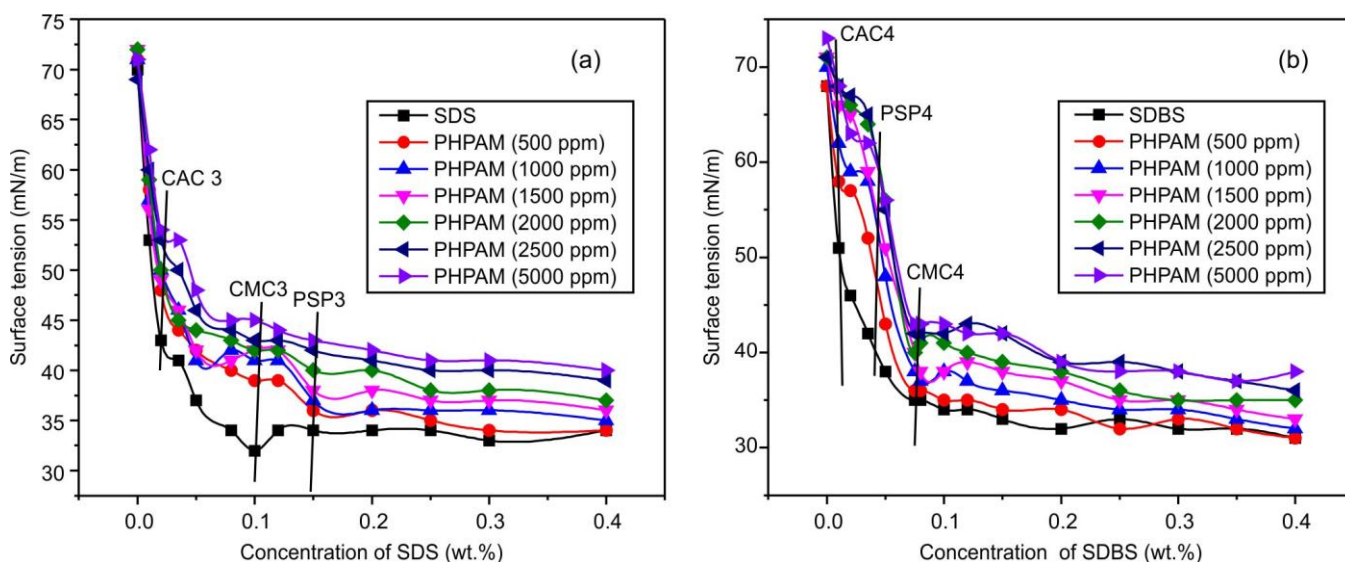 (a)
Surface tension (mN/m)
75
70
65
60
55
50
45
40
35
30
SDS
PHPAM (500 ppm)
PHPAM (1000 ppm)
PHPAM (1500 ppm)
PHPAM (2000 ppm)
PHPAM (2500 ppm)
PHPAM (5000 ppm)
CAC 3
CMC3
PSP3
0.0 0.1 0.2 0.3 0.4
Concentration of SDS (wt.%)
(b)
Surface tension (mN/m)
70
60
50
40
30
CAC4
PSP4
CMC4
SDBS
PHPAM (500 ppm)
PHPAM (1000 ppm)
PHPAM (1500 ppm)
PHPAM (2000 ppm)
PHPAM (2500 ppm)
PHPAM (5000 ppm)
0.0 0.1 0.2 0.3 0.4
Concentration of SDBS (wt.%)